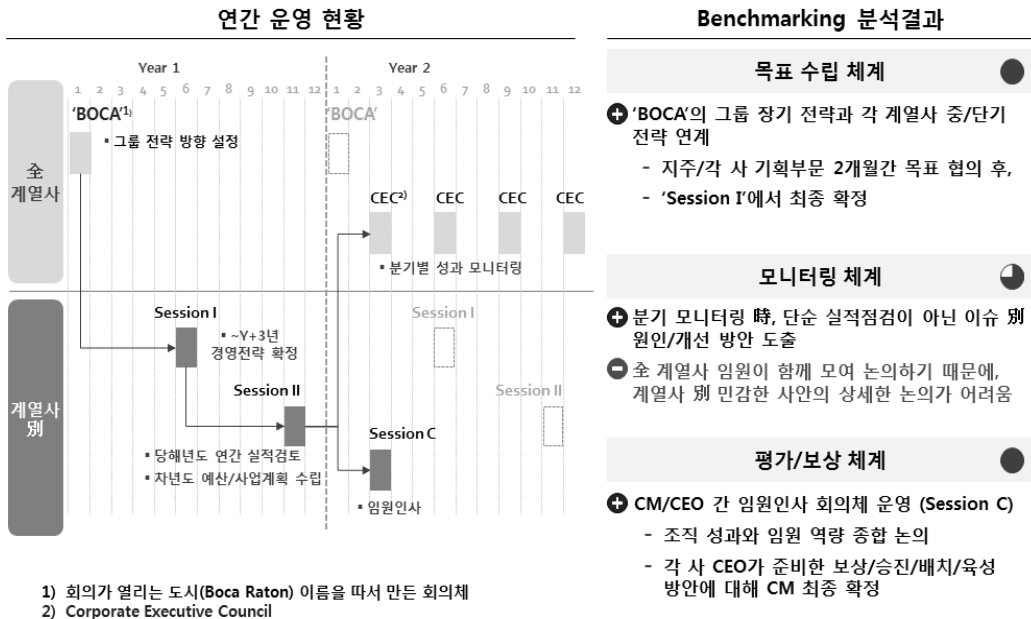 연간 운영 현황
Year 1
Year 2
1 2 3 4 5 6 7 8 9 10 11 12 1 2 3 4 5 6 7 8 9 10 11 12
全
계열사
'BOCA'1)
▪ 그룹 전략 방향 설정
'BOCA'
CEC2) CEC CEC CEC
▪ 분기별 성과 모니터링
계열사
別
Session I
▪ ~Y+3년
경영전략 확정
Session I
Session II
▪ 당해년도 연간 실적검토
▪ 차년도 예산/사업계획 수립
Session II
Session C
▪ 임원인사
1) 회의가 열리는 도시(Boca Raton) 이름을 따서 만든 회의체
2) Corporate Executive Council
Benchmarking 분석결과
목표 수립 체계
'BOCA'의 그룹 장기 전략과 각 계열사 중/단기
전략 연계
- 지주/각 사 기획부문 2개월간 목표 협의 후,
- 'Session I'에서 최종 확정
모니터링 체계
분기 모니터링 時, 단순 실적점검이 아닌 이슈 別
원인/개선 방안 도출
全 계열사 임원이 함께 모여 논의하기 때문에,
계열사 別 민감한 사안의 상세한 논의가 어려움
평가/보상 체계
CM/CEO 간 임원인사 회의체 운영 (Session C)
- 조직 성과와 임원 역량 종합 논의
- 각 사 CEO가 준비한 보상/승진/배치/육성
방안에 대해 CM 최종 확정